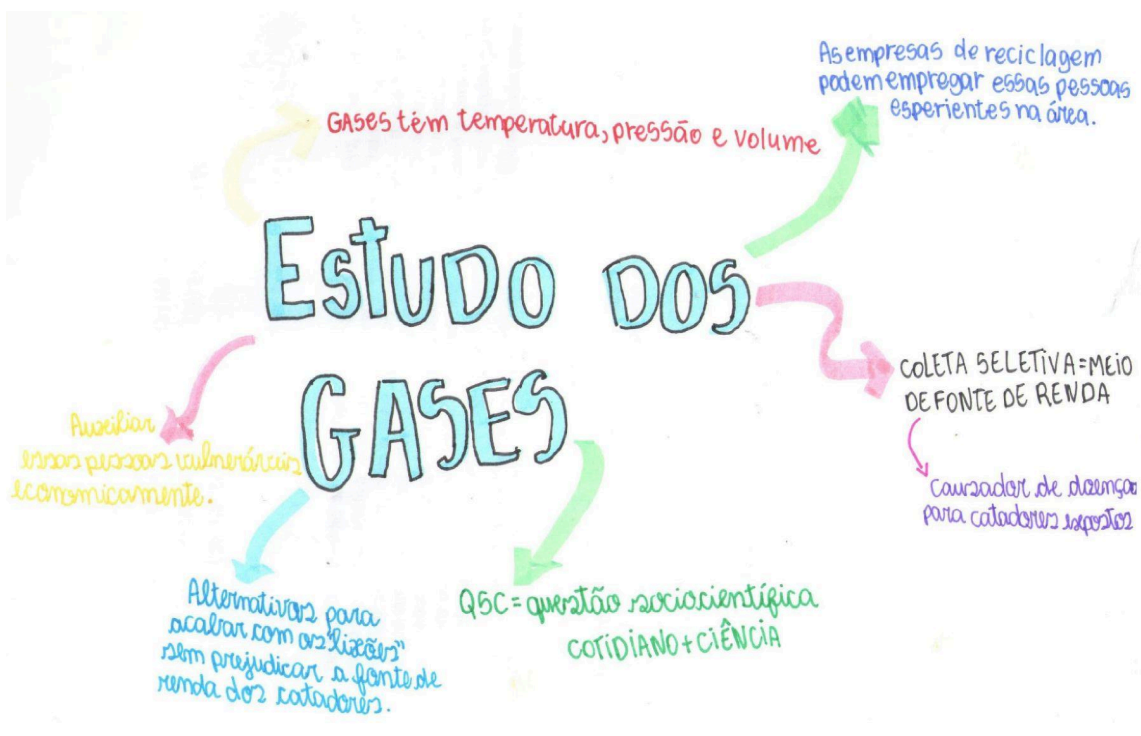 GASES têm temperatura, pressão e volume
As empresas de reciclagem
podem empregar essas pessoas
esperientes na área.
ESTUDO DOS
GASES
COLETA SELETIVA = MEIO
DE FONTE DE RENDA
Causador de doença
para catadores expostos
Auxiliar
essas pessoas vulneráveis
economicamente.
Alternativas para
acabar com os "lixões"
sem prejudicar a fonte de
renda dos catadores.
QSC = questão sociocientífica
COTIDIANO + CIÊNCIA